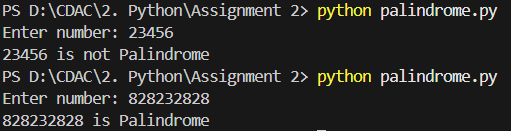 PS D:\CDAC\2. Python\Assignment 2> python palindrome.py
Enter number: 23456
23456 is not Palindrome
PS D:\CDAC\2. Python\Assignment 2> python palindrome.py
Enter number: 828232828
828232828 is Palindrome